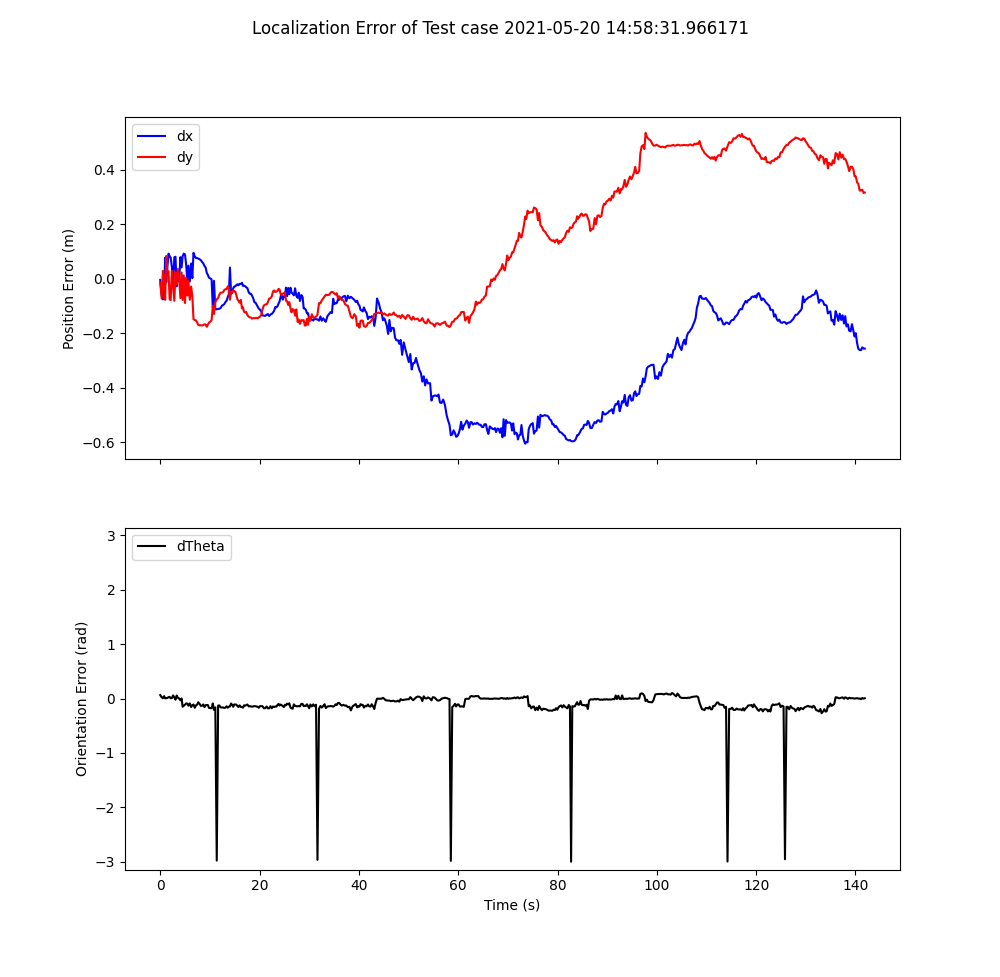 Localization Error of Test case 2021-05-20 14:58:31.966171
dx
dy
Position Error (m)
0.4
0.2
0.0
−0.2
−0.4
−0.6
dTheta
Orientation Error (rad)
3
2
1
0
−1
−2
−3
0 20 40 60 80 100 120 140
Time (s)